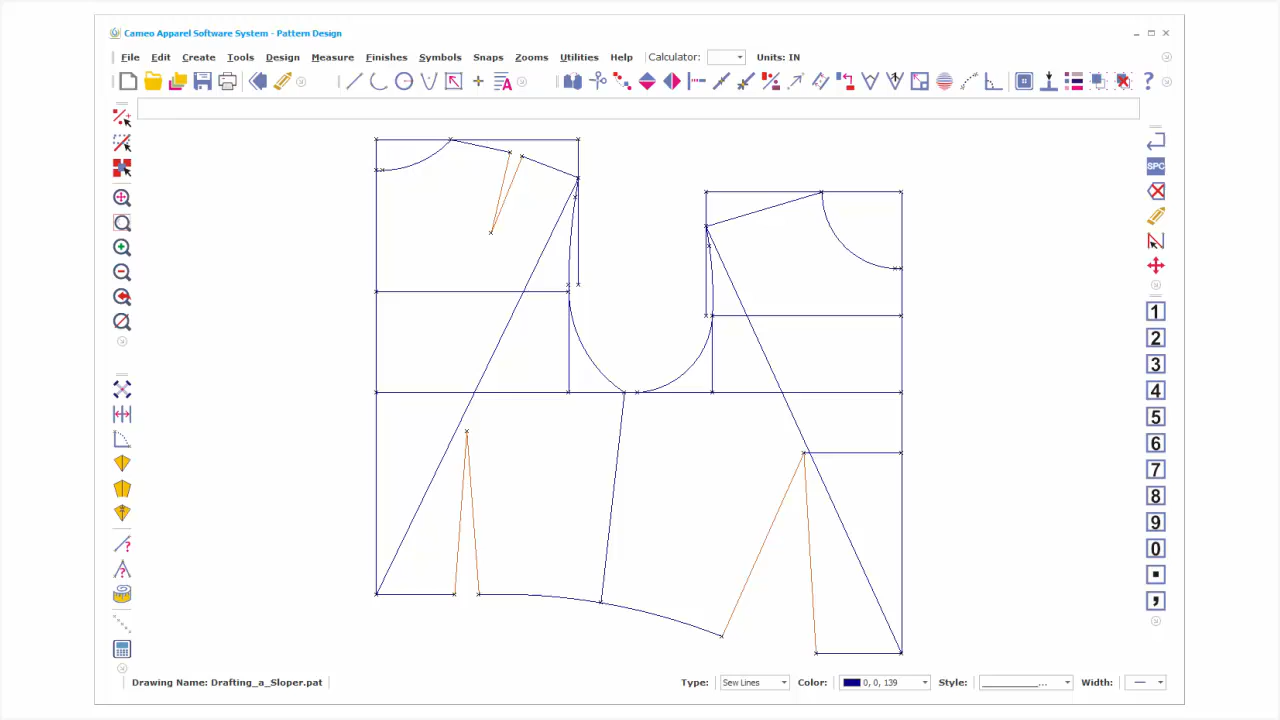 Cameo Apparel Software System - Pattern Design
File Edit Create Tools Design Measure Finishes Symbols Snaps Zooms Utilities Help Calculator: Units: IN
A ?
SPC
1
2
3
4
5
6
7
8
9
0
?
?
Drawing Name: Drafting_a_Sloper.pat Type: Sew Lines Color: 0, 0, 139 Style: ... Width: